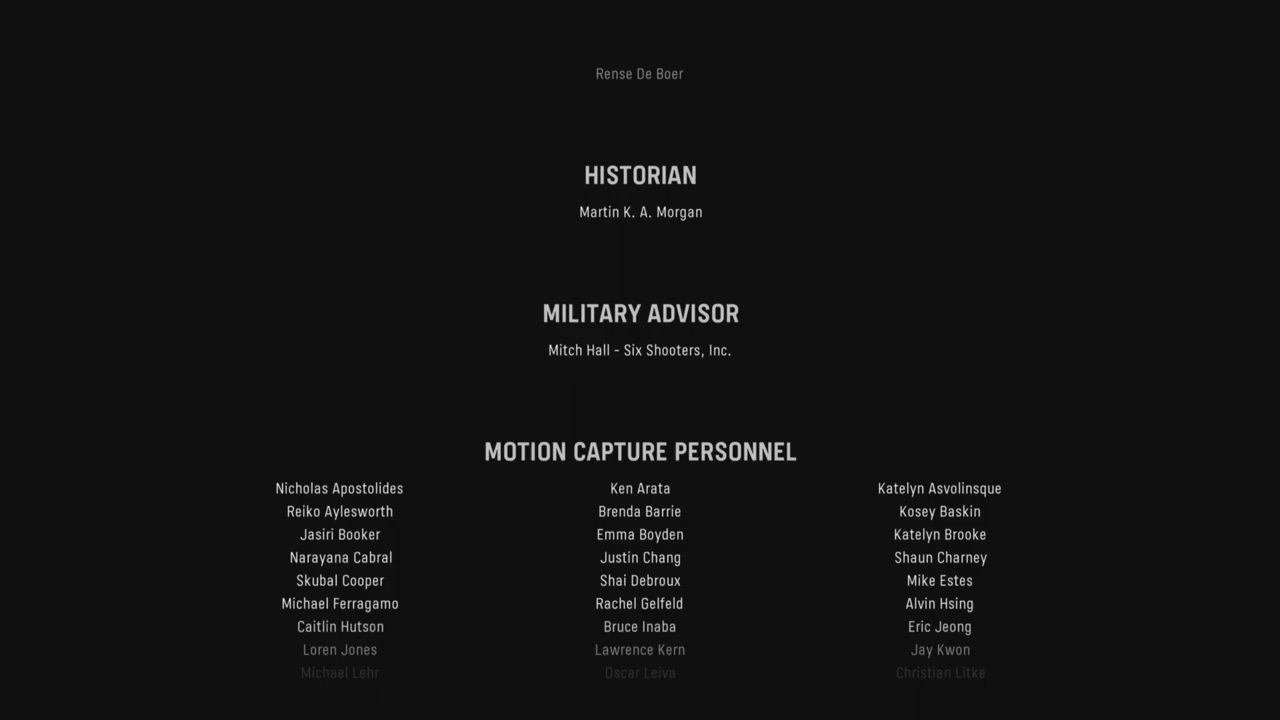 Rense De Boer
HISTORIAN
Martin K. A. Morgan
MILITARY ADVISOR
Mitch Hall - Six Shooters, Inc.
MOTION CAPTURE PERSONNEL
Nicholas Apostolides Ken Arata Katelyn Asvolinsque
Reiko Aylesworth Brenda Barrie Kosey Baskin
Jasiri Booker Emma Boyden Katelyn Brooke
Narayana Cabral Justin Chang Shaun Charney
Skubal Cooper Shai Debroux Mike Estes
Michael Ferragamo Rachel Gelfeld Alvin Hsing
Caitlin Hutson Bruce Inaba Eric Jeong
Loren Jones Lawrence Kern Jay Kwon
Michael Lehr Oscar Leiva Christian Litke